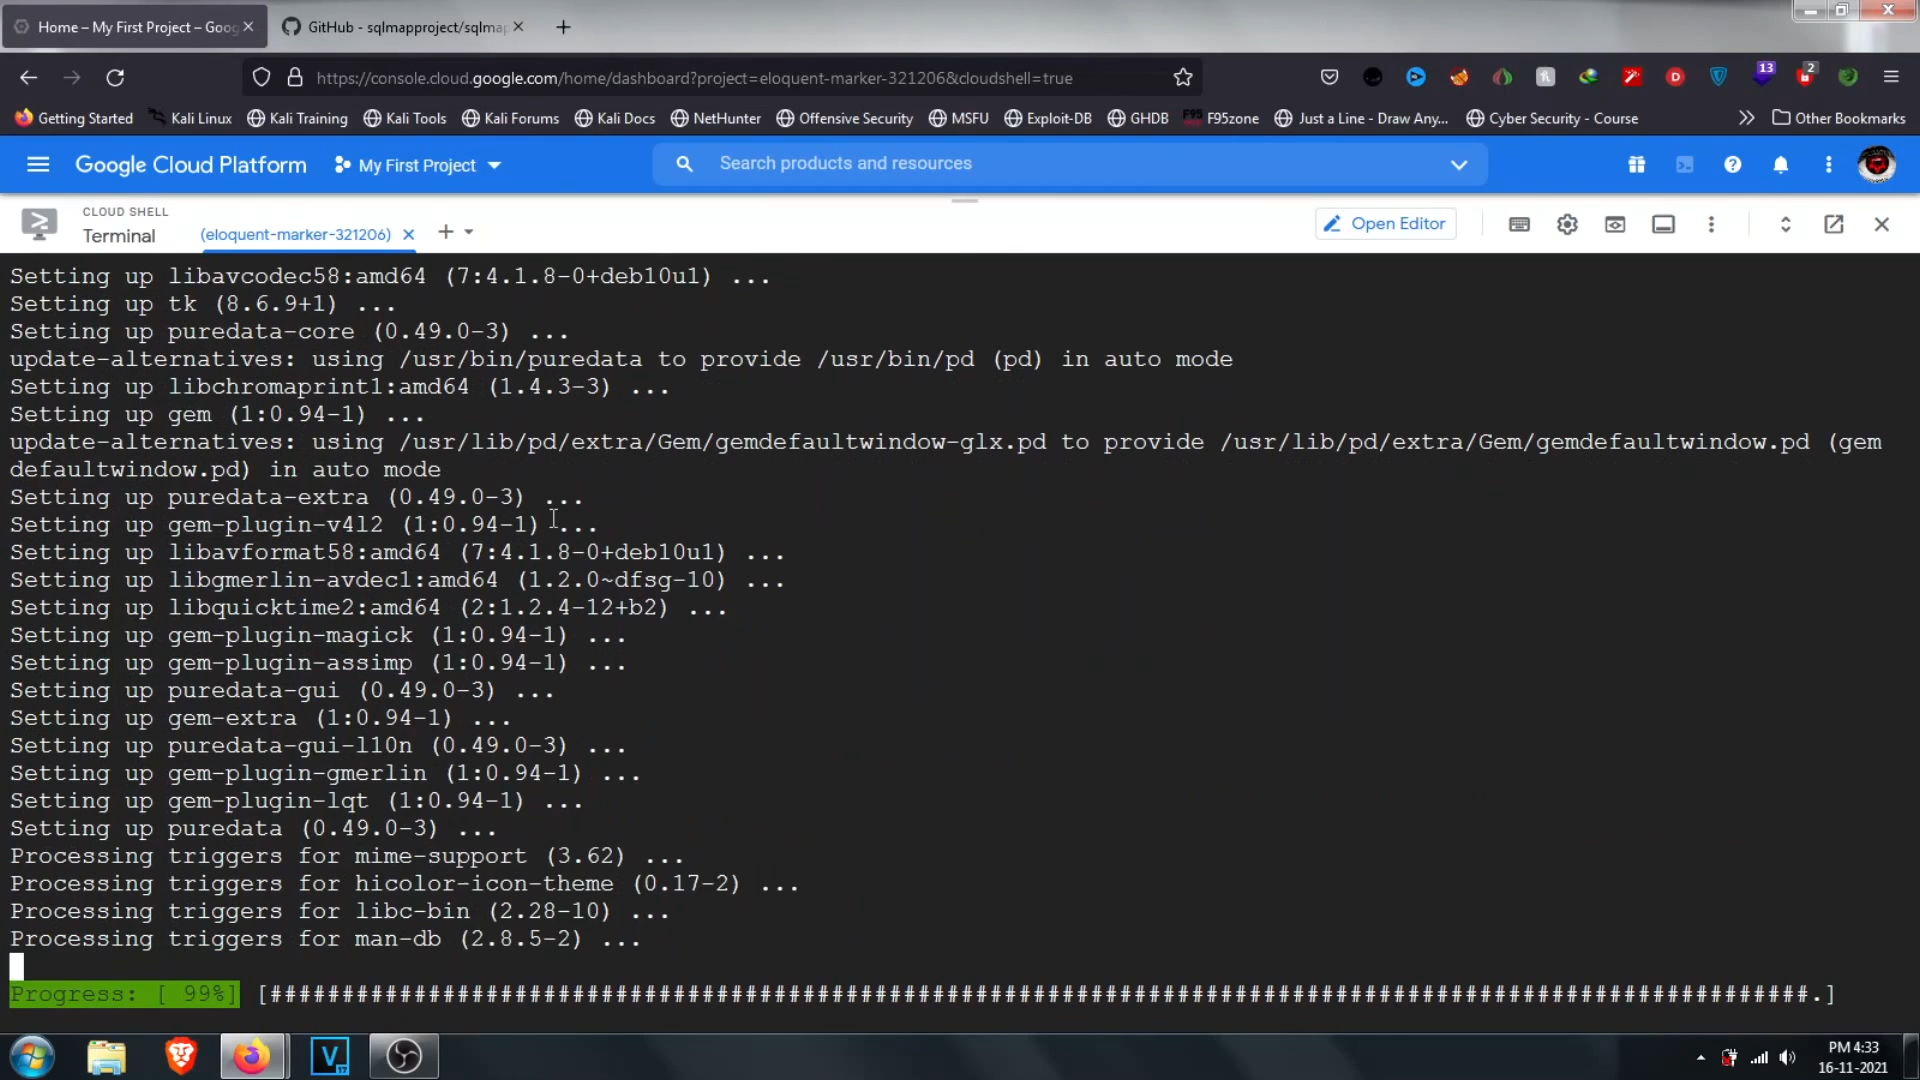 Home – My First Project – Goog
GitHub - sqlmapproject/sqlmap
https://console.cloud.google.com/home/dashboard?project=eloquent-marker-321206&cloudshell=true
13
2
Getting Started
Kali Linux
Kali Training
Kali Tools
Kali Forums
Kali Docs
NetHunter
Offensive Security
MSFU
Exploit-DB
GHDB
F95zone
Just a Line - Draw Any...
Cyber Security - Course
Other Bookmarks
Google Cloud Platform
My First Project
Search products and resources
CLOUD SHELL
Terminal
(eloquent-marker-321206)
Open Editor
Setting up libavcodec58:amd64 (7:4.1.8-0+deb10u1) ...
Setting up tk (8.6.9+1) ...
Setting up puredata-core (0.49.0-3) ...
update-alternatives: using /usr/bin/puredata to provide /usr/bin/pd (pd) in auto mode
Setting up libchromaprint1:amd64 (1.4.3-3) ...
Setting up gem (1:0.94-1) ...
update-alternatives: using /usr/lib/pd/extra/Gem/gemdefaultwindow-glx.pd to provide /usr/lib/pd/extra/Gem/gemdefaultwindow.pd (gem
defaultwindow.pd) in auto mode
Setting up puredata-extra (0.49.0-3) ...
Setting up gem-plugin-v4l2 (1:0.94-1) ...
Setting up libavformat58:amd64 (7:4.1.8-0+deb10u1) ...
Setting up libgmerlin-avdec1:amd64 (1.2.0~dfsg-10) ...
Setting up libquicktime2:amd64 (2:1.2.4-12+b2) ...
Setting up gem-plugin-magick (1:0.94-1) ...
Setting up gem-plugin-assimp (1:0.94-1) ...
Setting up puredata-gui (0.49.0-3) ...
Setting up gem-extra (1:0.94-1) ...
Setting up puredata-gui-l10n (0.49.0-3) ...
Setting up gem-plugin-gmerlin (1:0.94-1) ...
Setting up gem-plugin-lqt (1:0.94-1) ...
Setting up puredata (0.49.0-3) ...
Processing triggers for mime-support (3.62) ...
Processing triggers for hicolor-icon-theme (0.17-2) ...
Processing triggers for libc-bin (2.28-10) ...
Processing triggers for man-db (2.8.5-2) ...
Progress: [ 99%] [###########################################################################################################.]
PM 4:33
16-11-2021